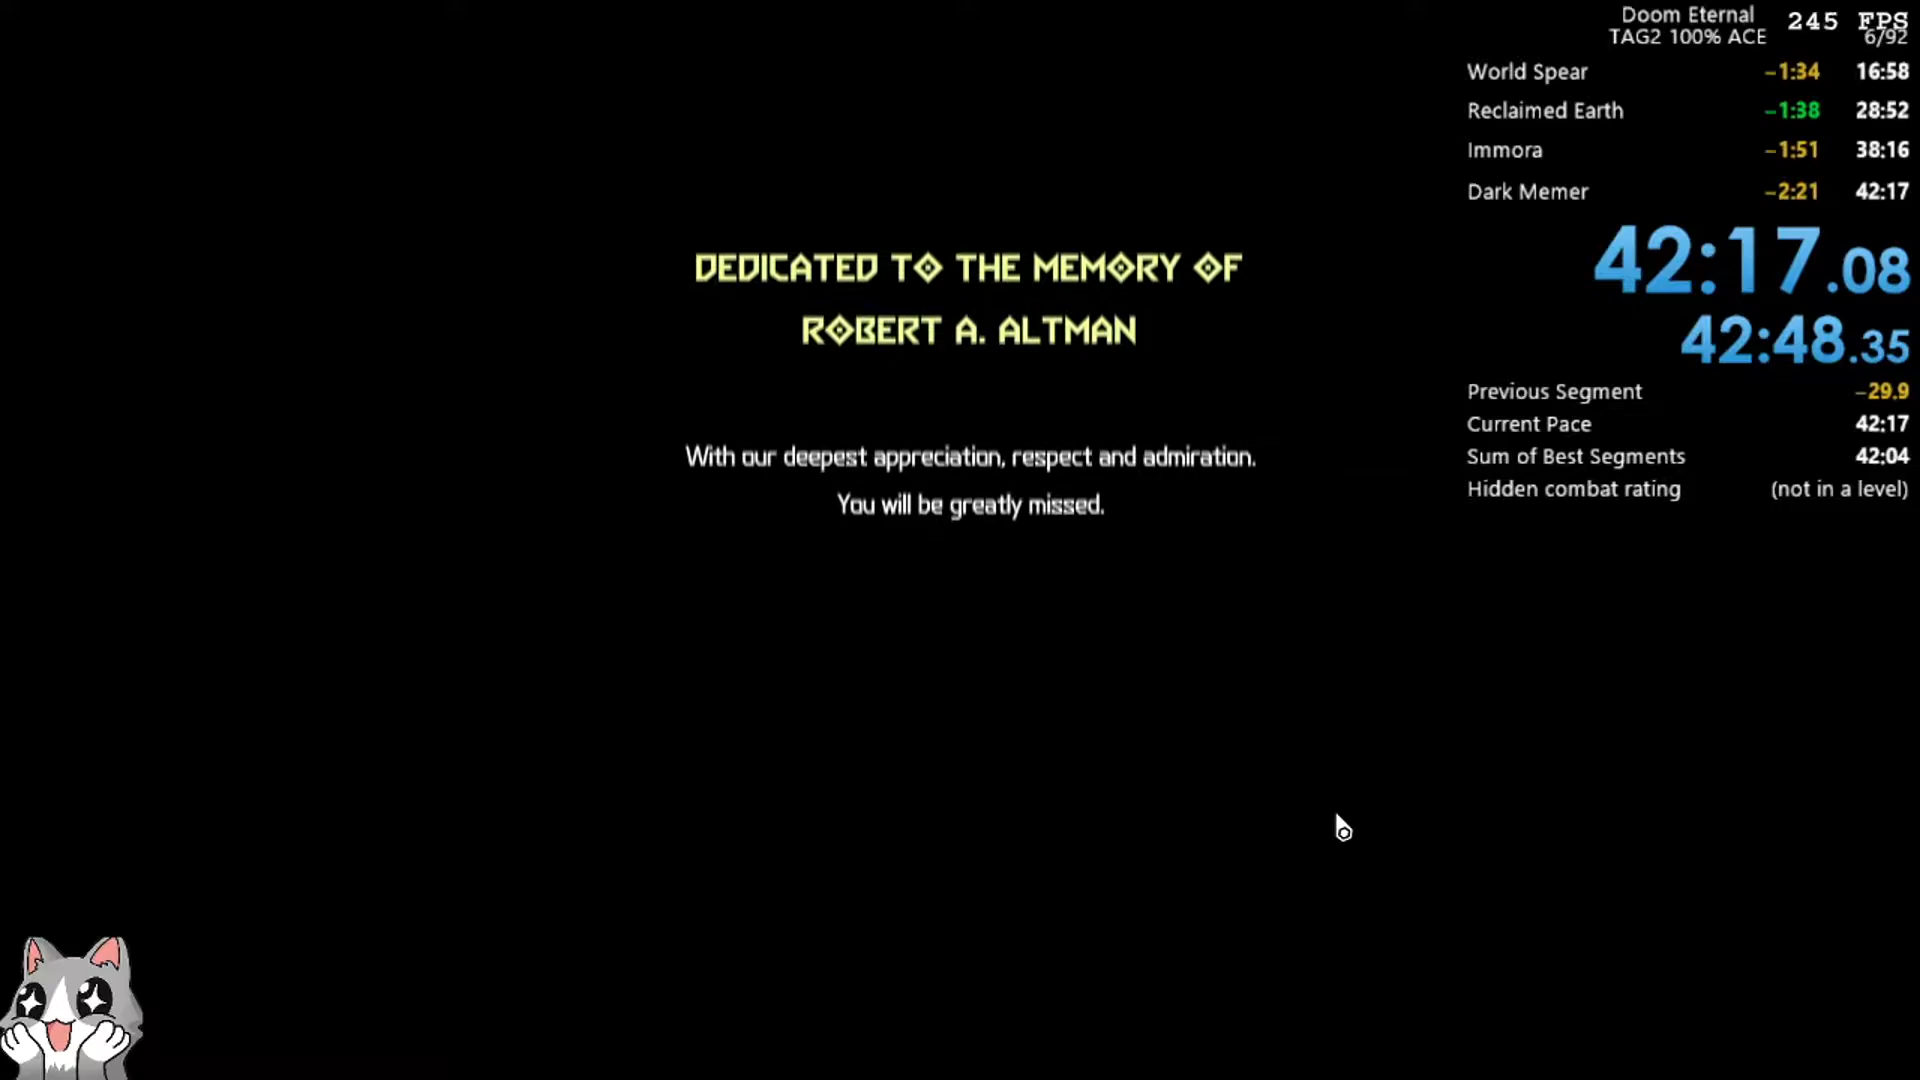 Doom Eternal
245 FPS
TAG2 100% ACE
6/92
World Spear -1:34 16:58
Reclaimed Earth -1:38 28:52
Immora -1:51 38:16
Dark Memer -2:21 42:17
42:17.08
42:48.35
Previous Segment -29.9
Current Pace 42:17
Sum of Best Segments 42:04
Hidden combat rating (not in a level)
DEDICATED TO THE MEMORY OF
ROBERT A. ALTMAN
With our deepest appreciation, respect and admiration.
You will be greatly missed.